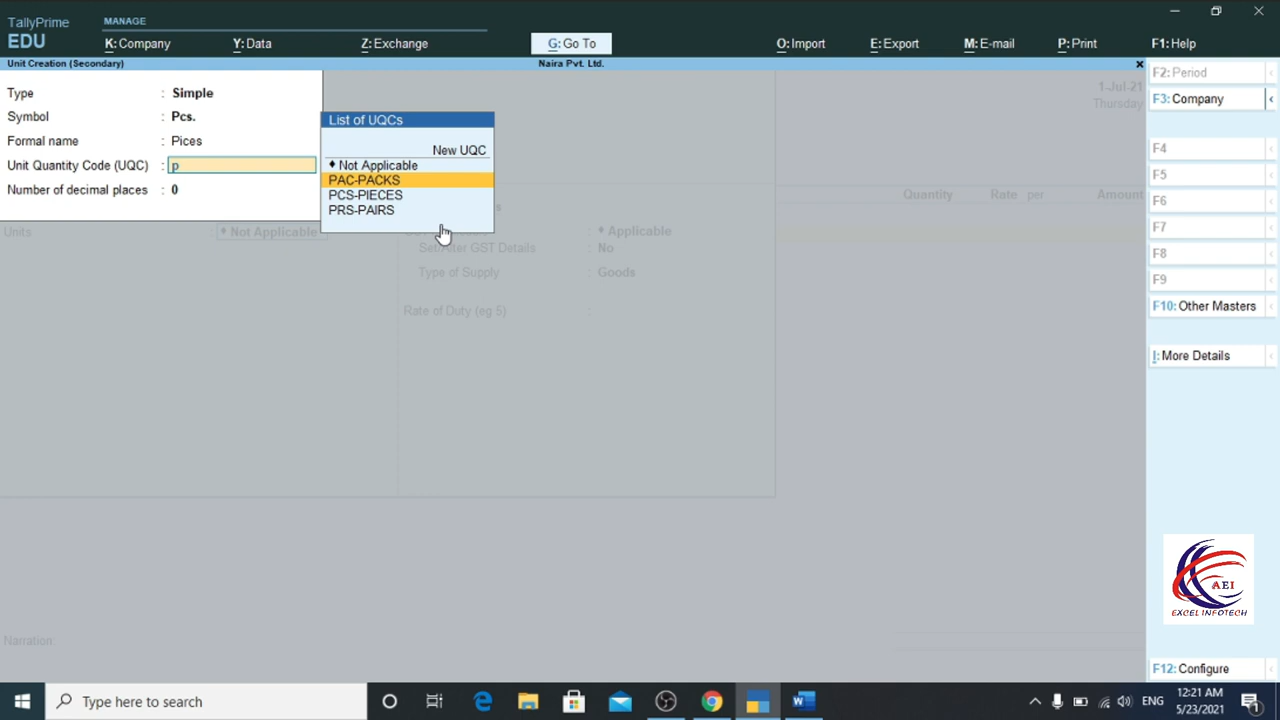 TallyPrime
EDU
MANAGE
K: Company
Y: Data
Z: Exchange
G: Go To
O: Import
E: Export
M: E-mail
P: Print
F1: Help
Unit Creation (Secondary)
Naira Pvt. Ltd.
Type : Simple
Symbol : Pcs.
Formal name : Pices
Unit Quantity Code (UQC) : p
Number of decimal places : 0
List of UQCs
New UQC
♦ Not Applicable
PAC-PACKS
PCS-PIECES
PRS-PAIRS
Units
♦ Not Applicable
: ♦ Applicable
Set/Alter GST Details : No
Type of Supply : Goods
Rate of Duty (eg 5) :
1-Jul-21
Thursday
Quantity Rate per Amount
Narration:
F2: Period
F3: Company
F4
F5
F6
F7
F8
F9
F10: Other Masters
I: More Details
AEI
EXCEL INFOTECH
F12: Configure
Type here to search
ENG
12:21 AM
5/23/2021
1